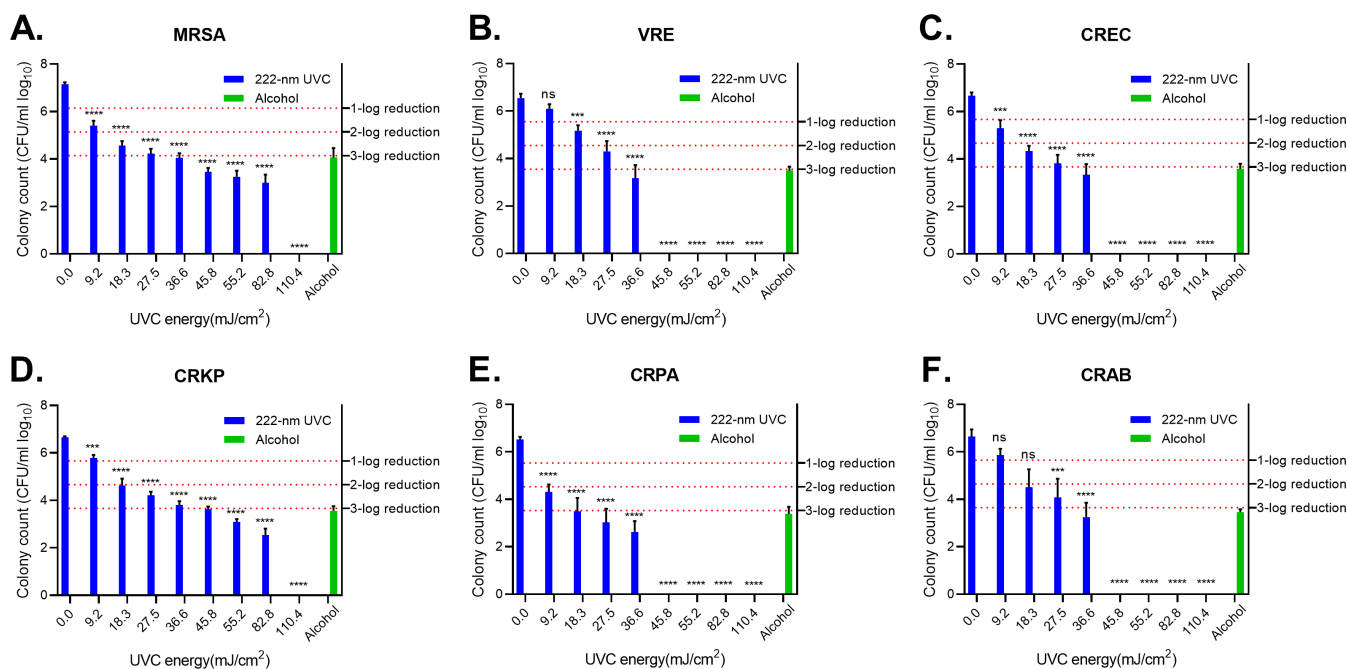 A.
MRSA
Colony count (CFU/ml log10)
8
6
4
2
0
222-nm UVC
Alcohol
1-log reduction
2-log reduction
3-log reduction
****
****
****
****
****
****
****
****
0.0
9.2
18.3
27.5
36.6
45.8
55.2
82.8
110.4
Alcohol
UVC energy(mJ/cm2)
B.
VRE
Colony count (CFU/ml log10)
8
6
4
2
0
222-nm UVC
Alcohol
1-log reduction
2-log reduction
3-log reduction
ns
***
****
****
****
****
****
****
0.0
9.2
18.3
27.5
36.6
45.8
55.2
82.8
110.4
Alcohol
UVC energy(mJ/cm2)
C.
CREC
Colony count (CFU/ml log10)
8
6
4
2
0
222-nm UVC
Alcohol
1-log reduction
2-log reduction
3-log reduction
***
****
****
****
****
****
****
****
0.0
9.2
18.3
27.5
36.6
45.8
55.2
82.8
110.4
Alcohol
UVC energy(mJ/cm2)
D.
CRKP
Colony count (CFU/ml log10)
8
6
4
2
0
222-nm UVC
Alcohol
1-log reduction
2-log reduction
3-log reduction
***
****
****
****
****
****
****
****
0.0
9.2
18.3
27.5
36.6
45.8
55.2
82.8
110.4
Alcohol
UVC energy(mJ/cm2)
E.
CRPA
Colony count (CFU/ml log10)
8
6
4
2
0
222-nm UVC
Alcohol
1-log reduction
2-log reduction
3-log reduction
****
****
****
****
****
****
****
****
0.0
9.2
18.3
27.5
36.6
45.8
55.2
82.8
110.4
Alcohol
UVC energy(mJ/cm2)
F.
CRAB
Colony count (CFU/ml log10)
8
6
4
2
0
222-nm UVC
Alcohol
1-log reduction
2-log reduction
3-log reduction
ns
ns
***
****
****
****
****
****
0.0
9.2
18.3
27.5
36.6
45.8
55.2
82.8
110.4
Alcohol
UVC energy(mJ/cm2)